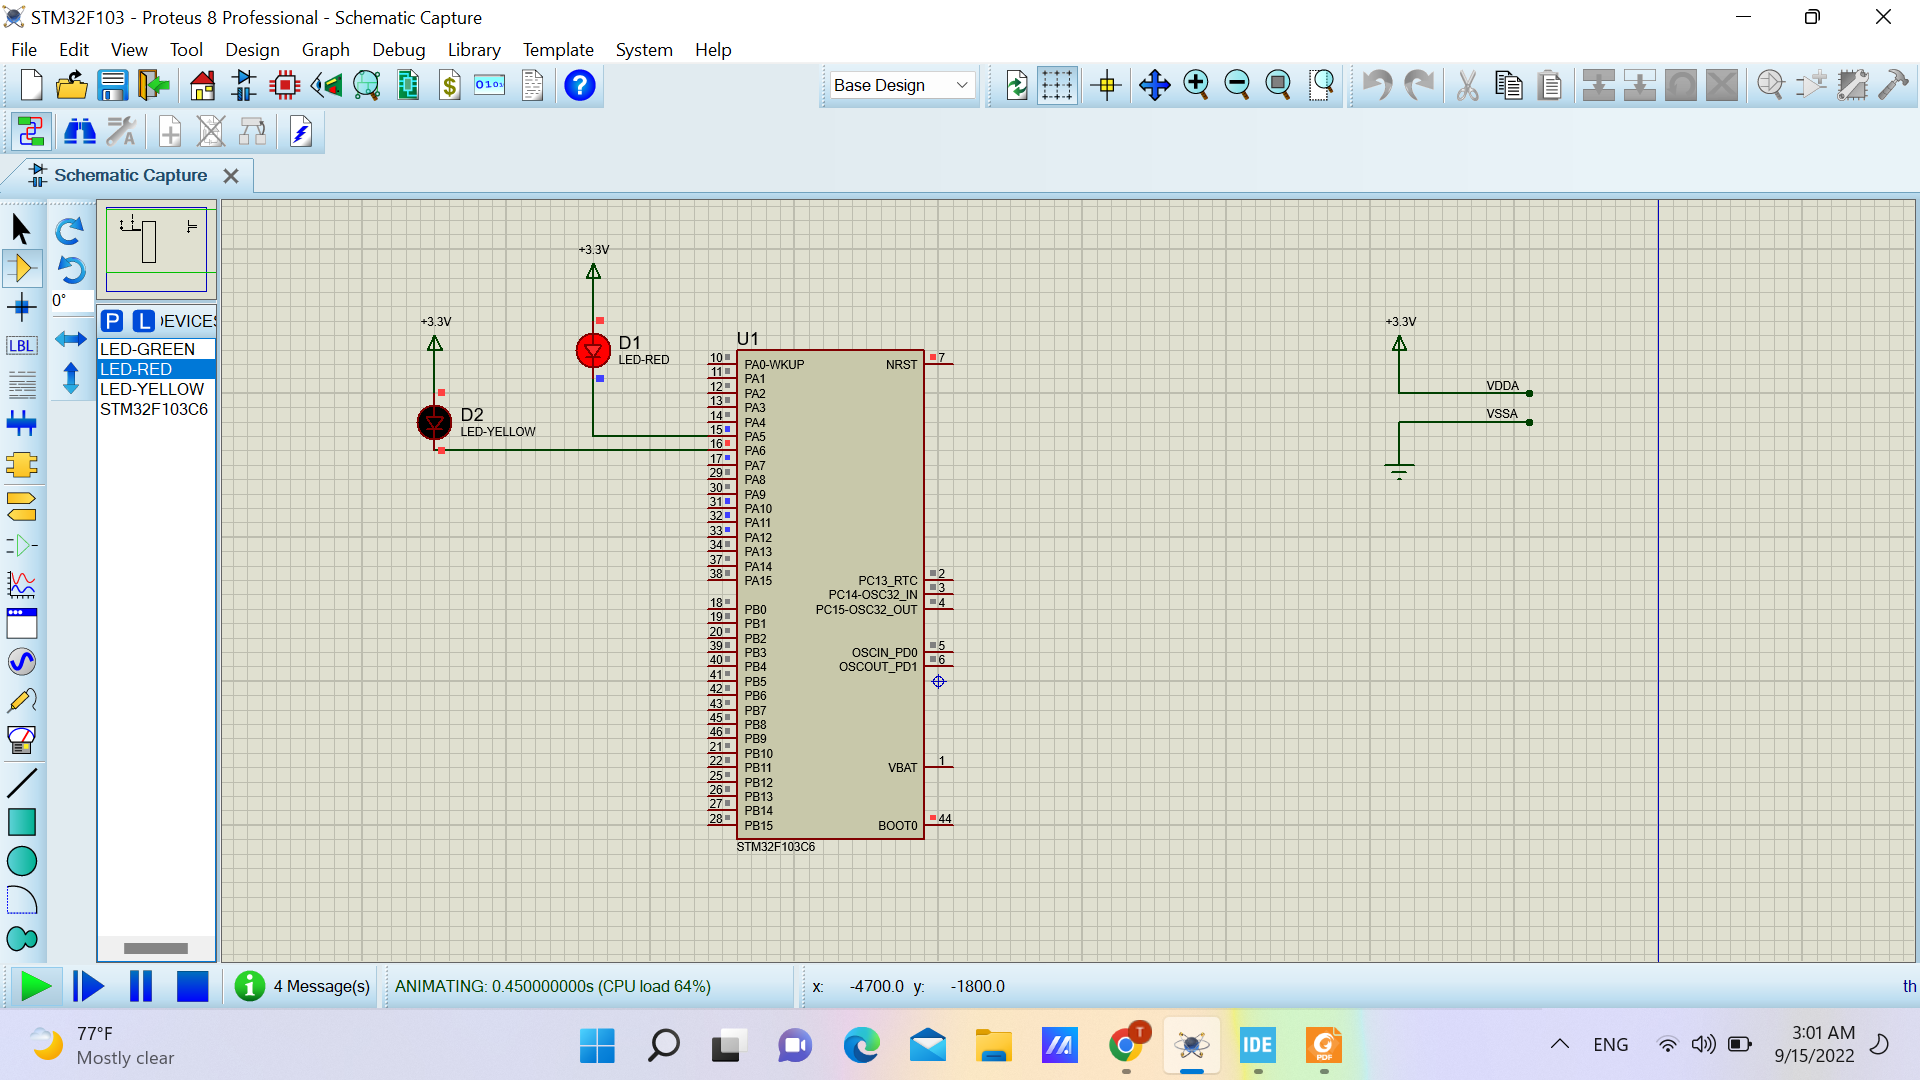 STM32F103 - Proteus 8 Professional - Schematic Capture
File Edit View Tool Design Graph Debug Library Template System Help
Base Design
Schematic Capture
0°
P L DEVICES
LBL
LED-GREEN
LED-RED
LED-YELLOW
STM32F103C6
+3.3V
+3.3V
D1
LED-RED
D2
LED-YELLOW
U1
10 PA0-WKUP NRST 7
11 PA1
12 PA2
13 PA3
14 PA4
15 PA5
16 PA6
17 PA7
29 PA8
30 PA9
31 PA10
32 PA11
33 PA12
34 PA13
37 PA14
38 PA15 PC13_RTC 2
PC14-OSC32_IN 3
18 PB0 PC15-OSC32_OUT 4
19 PB1
20 PB2
39 PB3 OSCIN_PD0 5
40 PB4 OSCOUT_PD1 6
41 PB5
42 PB6
43 PB7
45 PB8
46 PB9
21 PB10
22 PB11 VBAT 1
25 PB12
26 PB13
27 PB14
28 PB15 BOOT0 44
STM32F103C6
+3.3V
VDDA
VSSA
4 Message(s) ANIMATING: 0.450000000s (CPU load 64%) x: -4700.0 y: -1800.0 th
77°F
Mostly clear
T
IDE
PDF
ENG
3:01 AM
9/15/2022